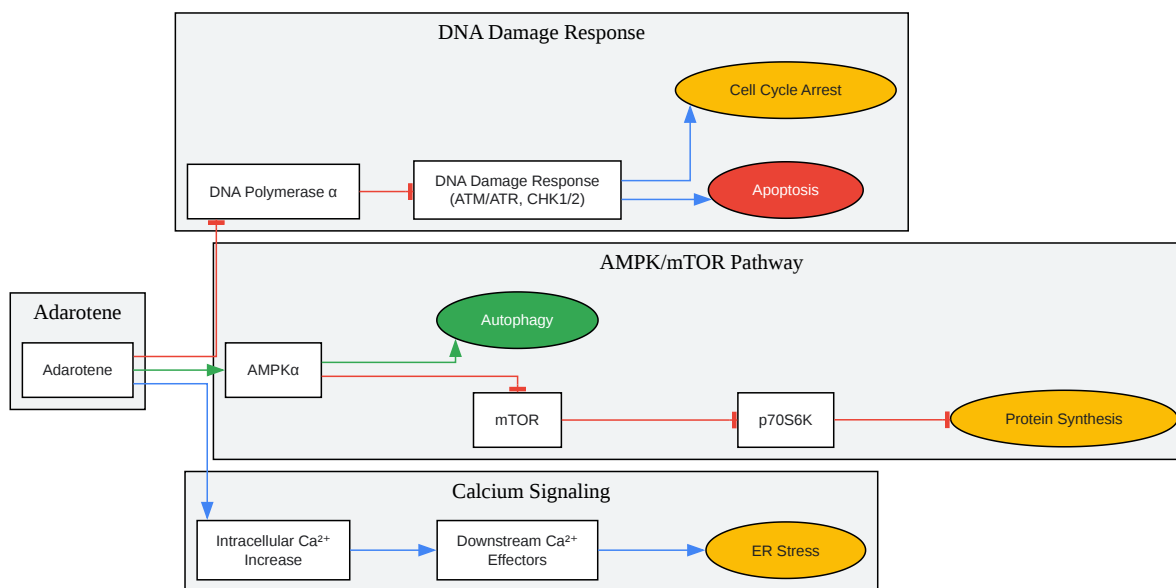 DNA Damage Response
Cell Cycle Arrest
DNA Polymerase α
DNA Damage Response
(ATM/ATR, CHK1/2)
Apoptosis
AMPK/mTOR Pathway
Adarotene
Autophagy
Adarotene
AMPKα
mTOR
p70S6K
Protein Synthesis
Calcium Signaling
Intracellular Ca²⁺
Increase
Downstream Ca²⁺
Effectors
ER Stress